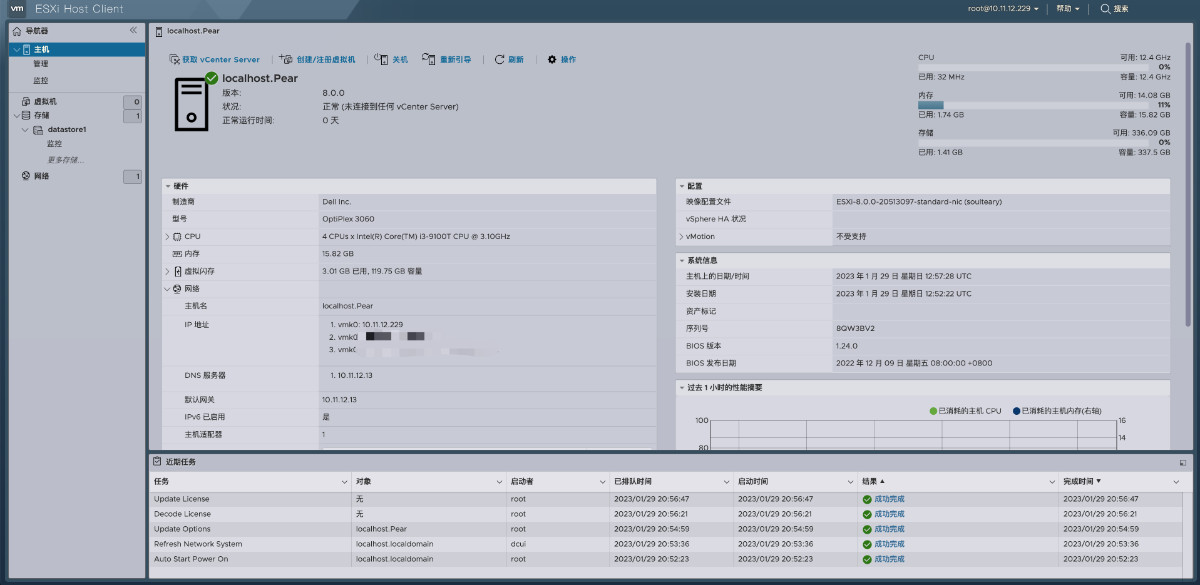 vm ESXi Host Client
root@10.11.12.229 帮助 搜索
导航器
主机
管理
监控
虚拟机 0
存储 1
datastore1
监控
更多存储...
网络 1
localhost.Pear
获取 vCenter Server 创建/注册虚拟机 关机 重新引导 刷新 操作
localhost.Pear
版本: 8.0.0
状况: 正常 (未连接到任何 vCenter Server)
正常运行时间: 0 天
CPU 可用: 12.4 GHz
0%
已用: 32 MHz 容量: 12.4 GHz
内存 可用: 14.08 GB
11%
已用: 1.74 GB 容量: 15.82 GB
存储 可用: 336.09 GB
0%
已用: 1.41 GB 容量: 337.5 GB
硬件
制造商 Dell Inc.
型号 OptiPlex 3060
CPU 4 CPUs x Intel(R) Core(TM) i3-9100T CPU @ 3.10GHz
内存 15.82 GB
虚拟闪存 3.01 GB 已用, 119.75 GB 容量
网络
主机名 localhost.Pear
IP 地址 1. vmk0: 10.11.12.229
2. vmk0
3. vmk0
DNS 服务器 1. 10.11.12.13
默认网关 10.11.12.13
IPv6 已启用 是
主机适配器 1
配置
映像配置文件 ESXi-8.0.0-20513097-standard-nic (soulteary)
vSphere HA 状况
vMotion 不受支持
系统信息
主机上的日期/时间 2023 年 1 月 29 日 星期日 12:57:28 UTC
安装日期 2023 年 1 月 29 日 星期日 12:52:22 UTC
资产标记
序列号 8QW3BV2
BIOS 版本 1.24.0
BIOS 发布日期 2022 年 12 月 09 日 星期五 08:00:00 +0800
过去 1 小时的性能摘要
已消耗的主机 CPU 已消耗的主机内存(右轴)
100 16
14
80
近期任务
任务 对象 启动者 已排队时间 启动时间 结果 完成时间
Update License 无 root 2023/01/29 20:56:47 2023/01/29 20:56:47 成功完成 2023/01/29 20:56:47
Decode License 无 root 2023/01/29 20:56:21 2023/01/29 20:56:21 成功完成 2023/01/29 20:56:21
Update Options localhost.Pear root 2023/01/29 20:54:59 2023/01/29 20:54:59 成功完成 2023/01/29 20:54:59
Refresh Network System localhost.localdomain dcui 2023/01/29 20:53:36 2023/01/29 20:53:36 成功完成 2023/01/29 20:53:36
Auto Start Power On localhost.localdomain root 2023/01/29 20:52:23 2023/01/29 20:52:23 成功完成 2023/01/29 20:52:23